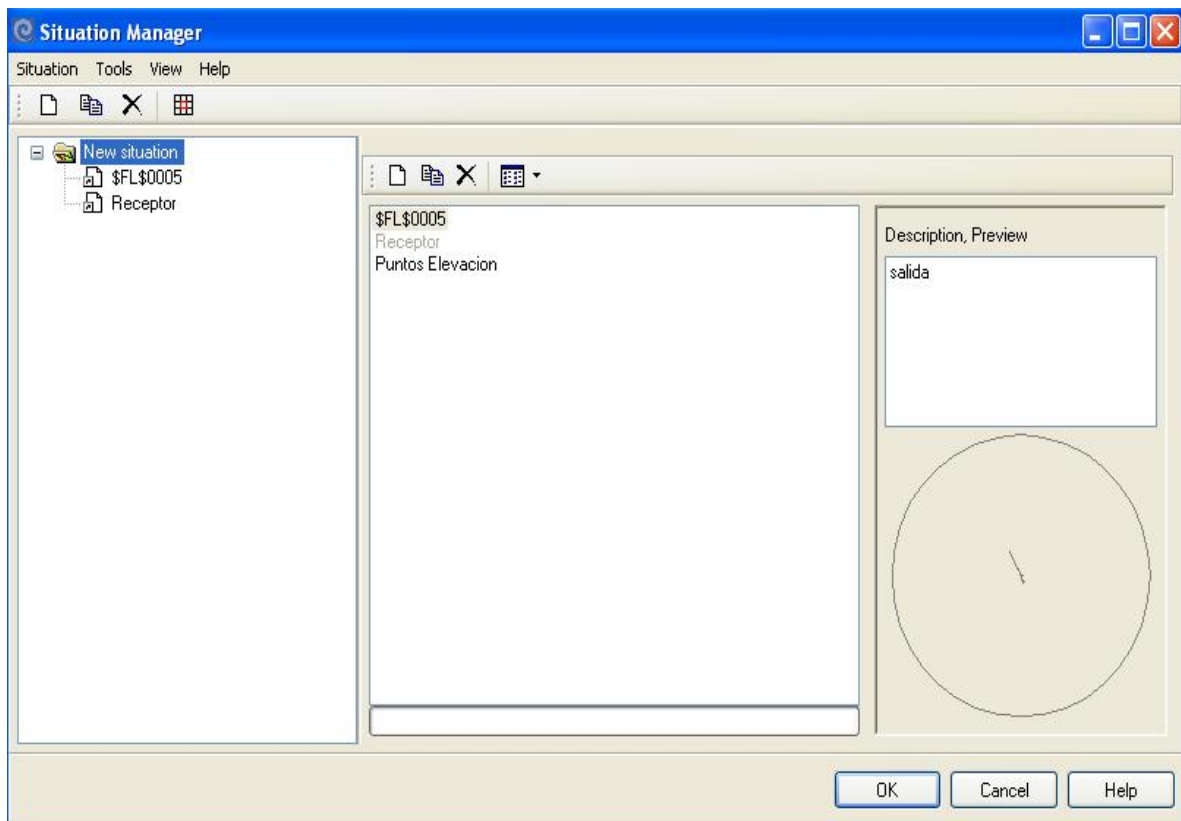 Situation Manager
Situation Tools View Help
New situation
$FL$0005
Receptor
$FL$0005
Receptor
Puntos Elevacion
Description, Preview
salida
OK Cancel Help